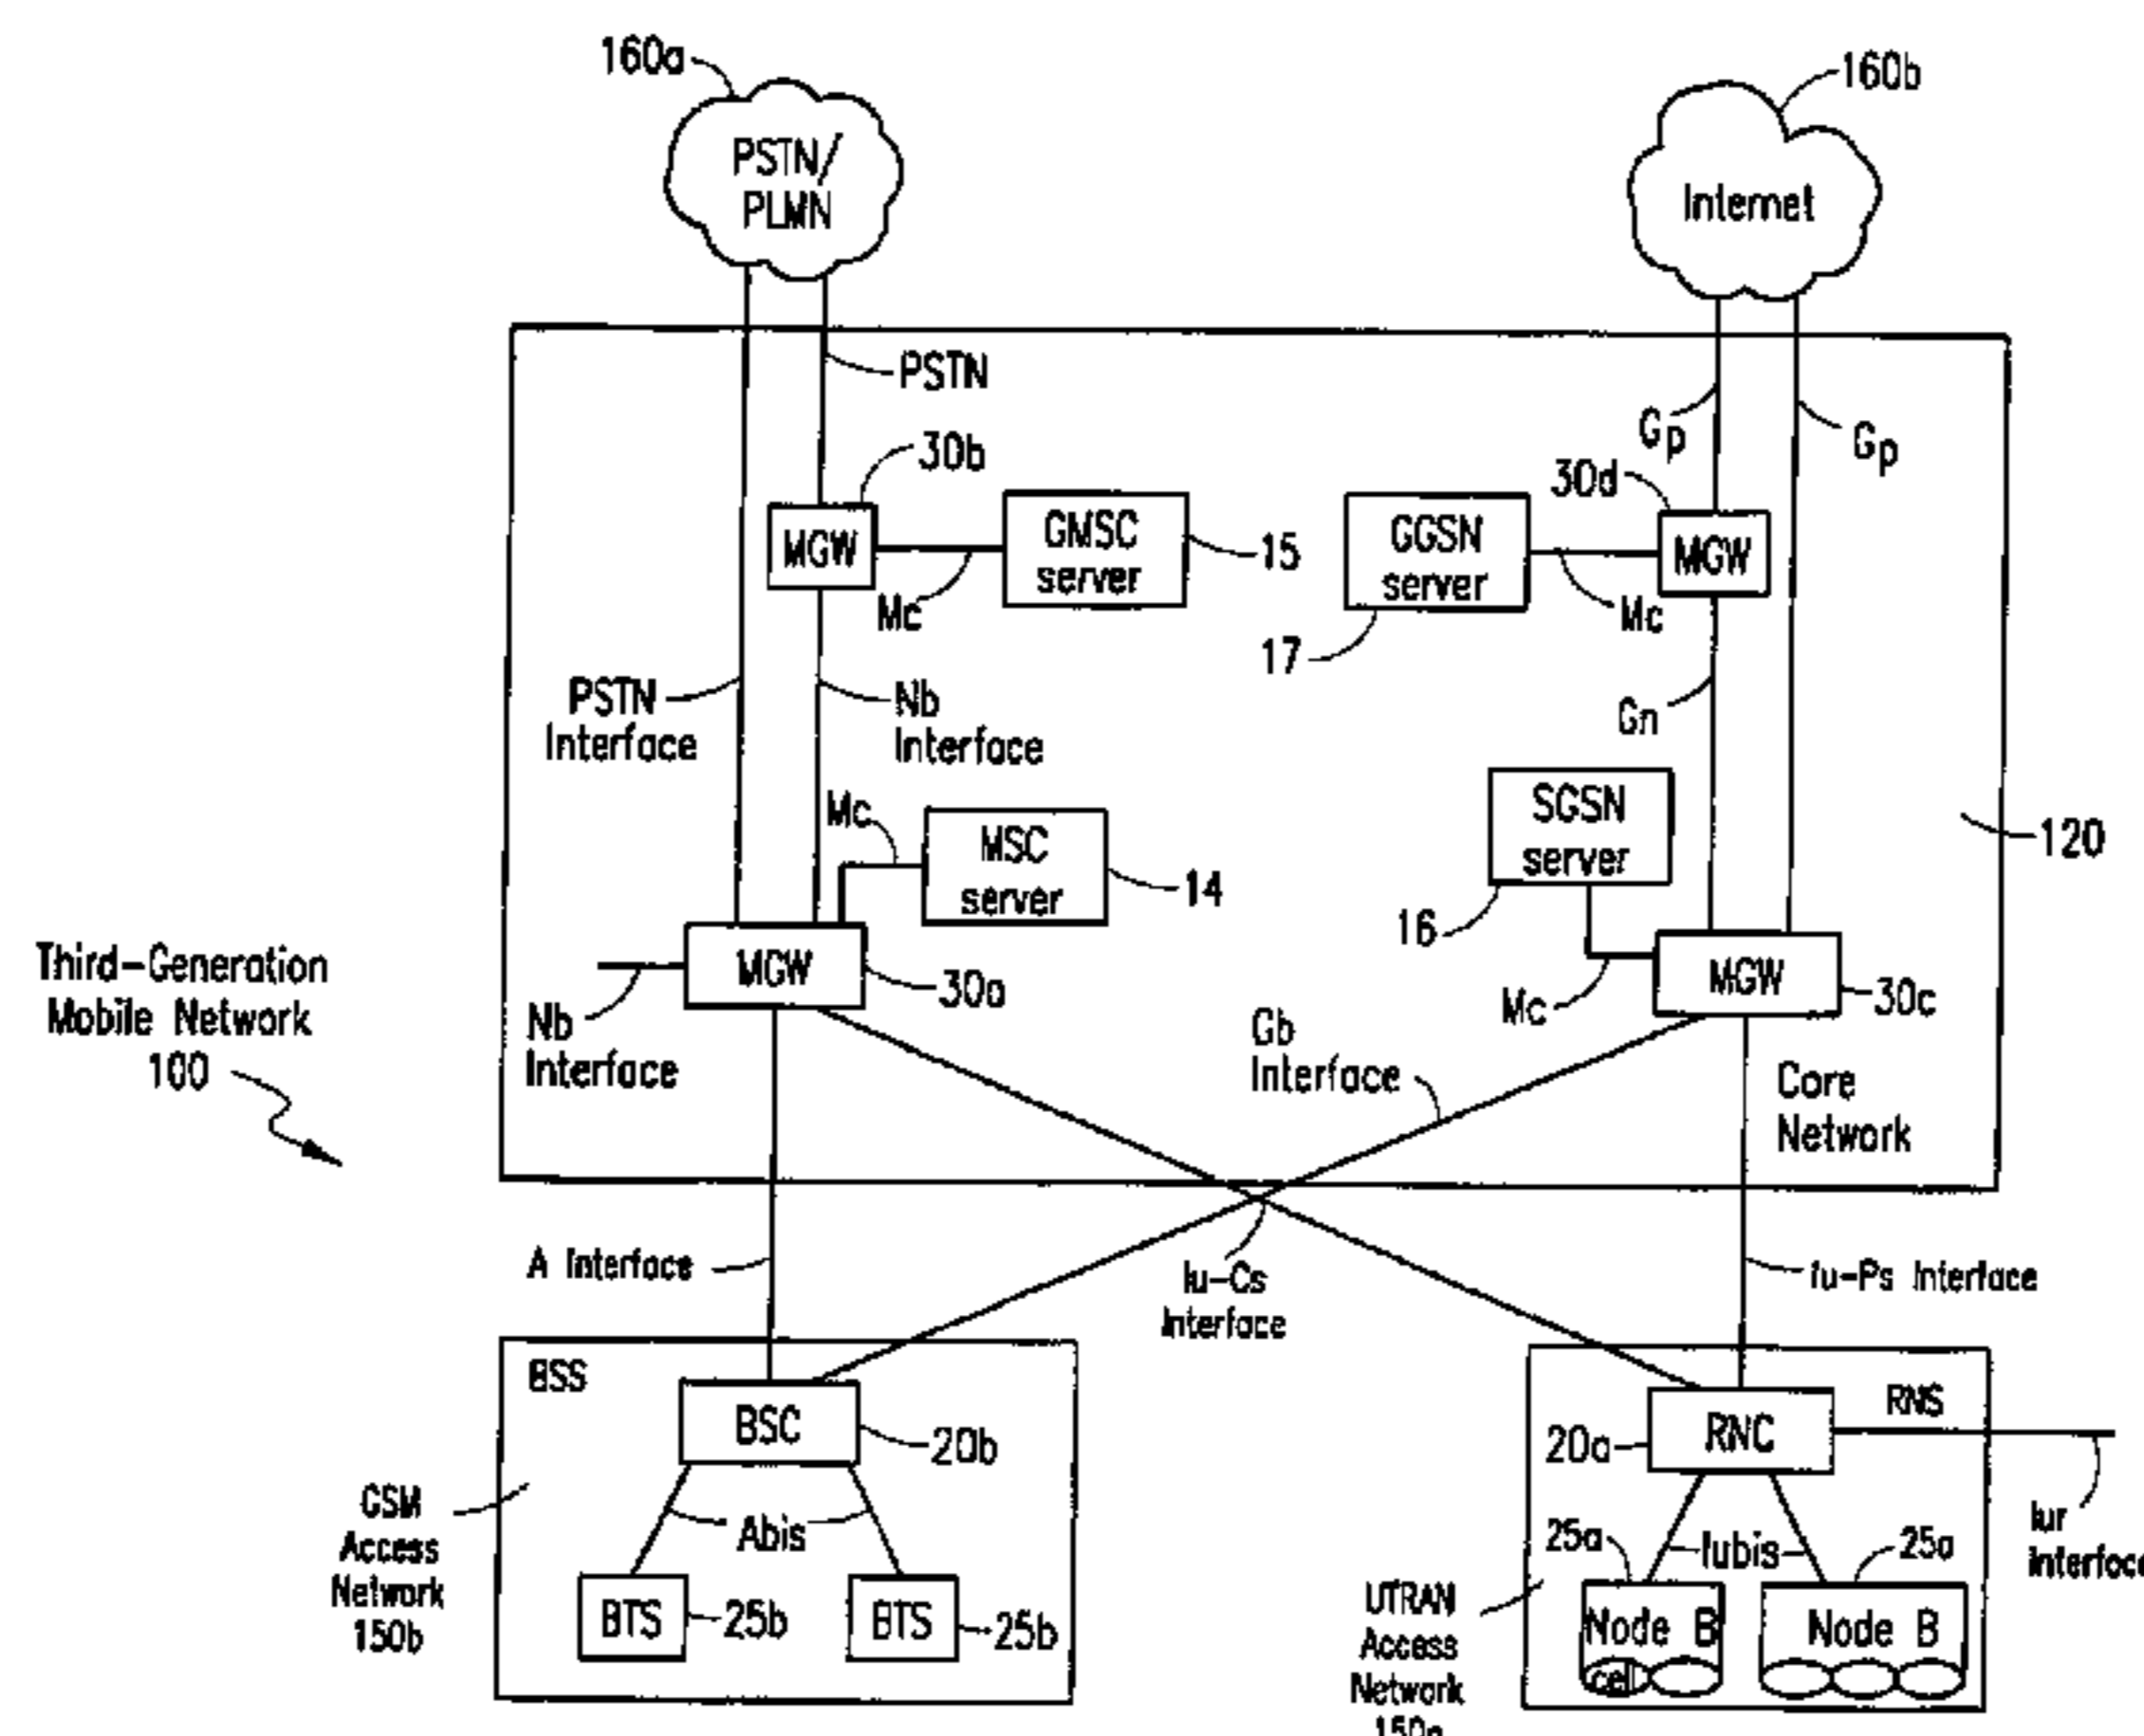 160a
160b
PSTN/
PLMN
Internet
PSTN
Gp
Gp
30b
30d
MGW
GMSC
server
15
GGSN
server
MGW
Mc
Mc
17
PSTN
Interface
Nb
Interface
Gn
Mc
MSC
server
14
SGSN
server
16
120
Third-Generation
Mobile Network
100
MGW
30a
Nb
Interface
MGW
30c
Mc
Gb
Interface
Core
Network
A Interface
Iu-Cs
Interface
Iu-Ps Interface
BSS
BSC
20b
RNS
RNC
20a
Iur
Interface
GSM
Access
Network
150b
Abis
BTS
25b
BTS
25b
25a
Iubis
25a
UTRAN
Access
Network
150a
Node B
cell
Node B